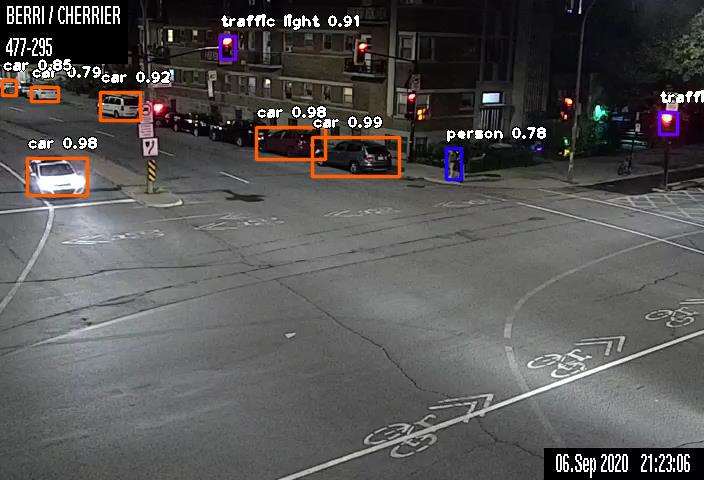 BERRI / CHERRIER
477-295
traffic light 0.91
car 0.85
car 0.79
car 0.92
traffi
car 0.98
car 0.99
person 0.78
car 0.98
06.Sep 2020 21:23:06